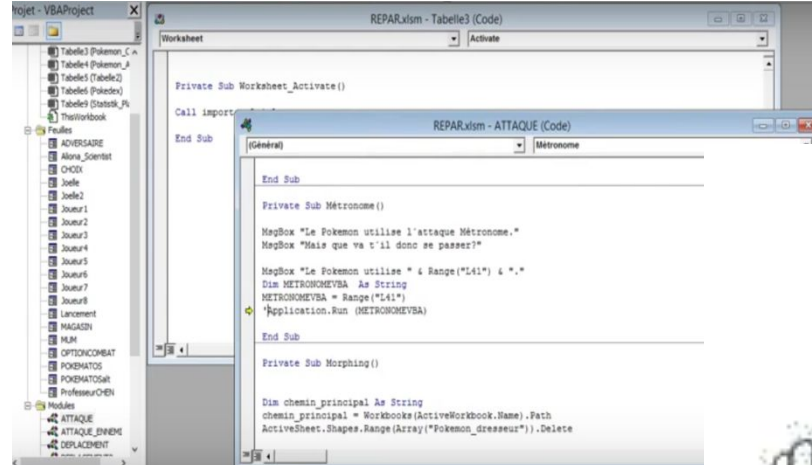 rojet - VBAProject
Tabelle3 (Pokemon_C
Tabelle4 (Pokemon_A
Tabelle5 (Tabelle2)
Tabelle6 (Pokedex)
Tabelle9 (Statistik_Pla
ThisWorkbook
Feuilles
ADVERSAIRE
Aliona_Scientist
CHOIX
Joelle
Joelle2
Joueur1
Joueur2
Joueur3
Joueur4
Joueur5
Joueur6
Joueur7
Joueur8
Lancement
MAGASIN
MUM
OPTIONCOMBAT
POKEMATOS
POKEMATOSalt
ProfesseurCHEN
Modules
ATTAQUE
ATTAQUE_ENNEMI
DEPLACEMENT
REPAR.xlsm - Tabelle3 (Code)
Worksheet
Activate
Private Sub Worksheet_Activate()
Call import
End Sub
REPAR.xlsm - ATTAQUE (Code)
(Général)
Métronome
End Sub
Private Sub Métronome()
MsgBox "Le Pokemon utilise l'attaque Métronome."
MsgBox "Mais que va t'il donc se passer?"
MsgBox "Le Pokemon utilise " & Range("L41") & "."
Dim METRONOMEVBA As String
METRONOMEVBA = Range("L41")
'Application.Run (METRONOMEVBA)
End Sub
Private Sub Morphing()
Dim chemin_principal As String
chemin_principal = Workbooks(ActiveWorkbook.Name).Path
ActiveSheet.Shapes.Range(Array("Pokemon_dresseur")).Delete